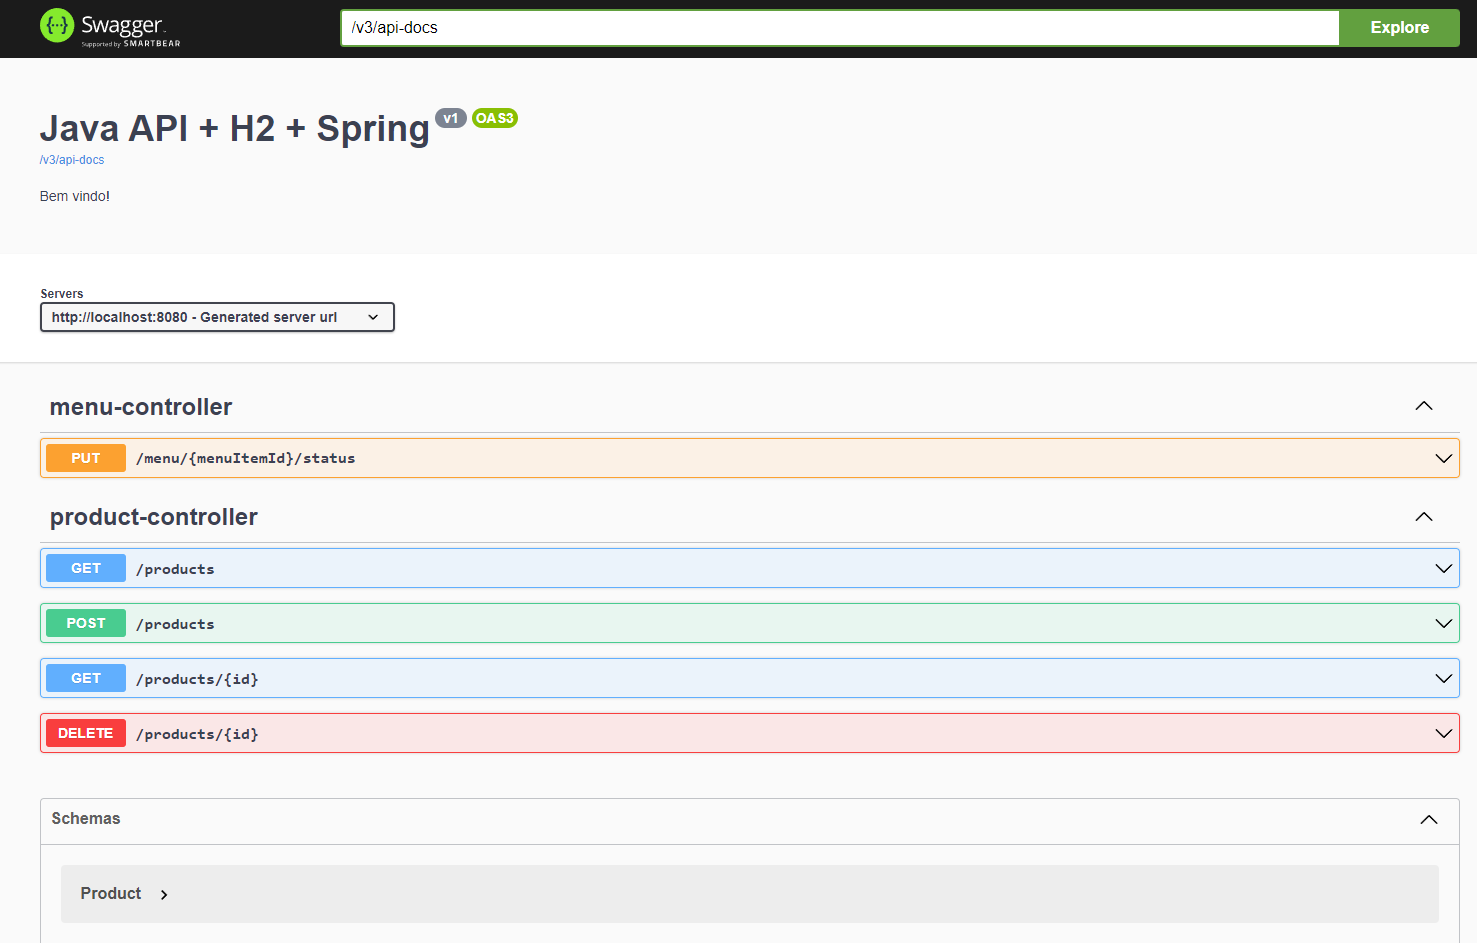 Swagger
Supported by SMARTBEAR
/v3/api-docs
Explore
Java API + H2 + Spring v1 OAS3
/v3/api-docs
Bem vindo!
Servers
http://localhost:8080 - Generated server url
menu-controller
PUT /menu/{menuItemId}/status
product-controller
GET /products
POST /products
GET /products/{id}
DELETE /products/{id}
Schemas
Product